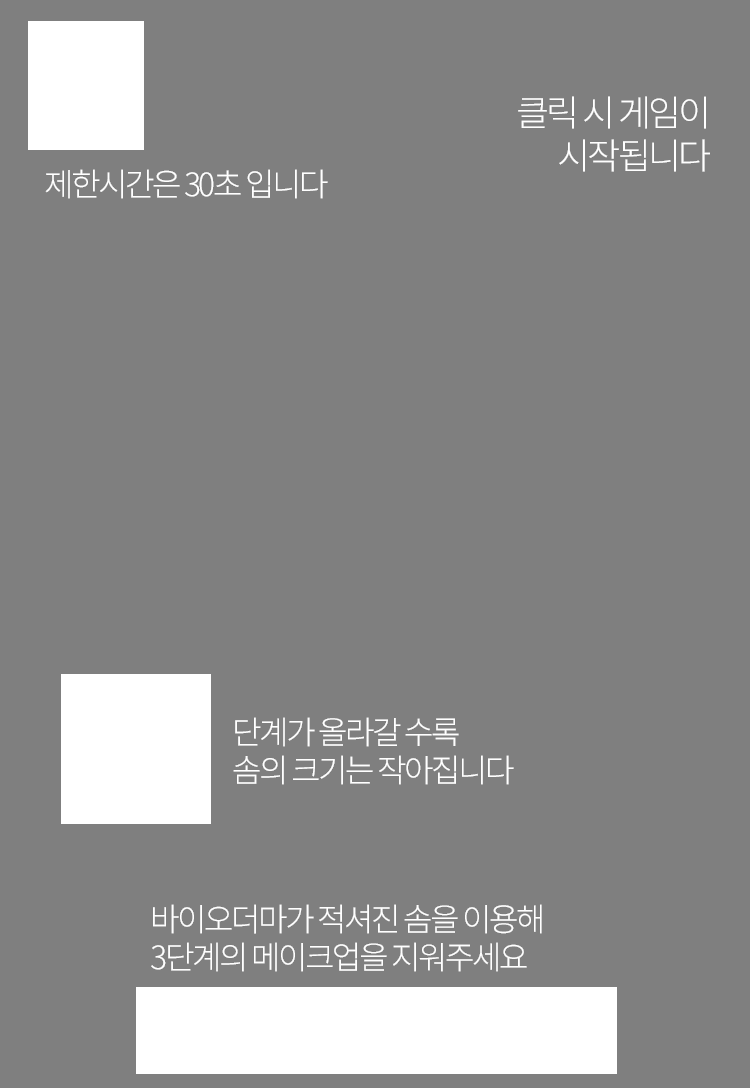 클릭 시 게임이
시작됩니다
제한시간은 30초 입니다
단계가 올라갈 수록
솜의 크기는 작아집니다
바이오더마가 적셔진 솜을 이용해
3단계의 메이크업을 지워주세요